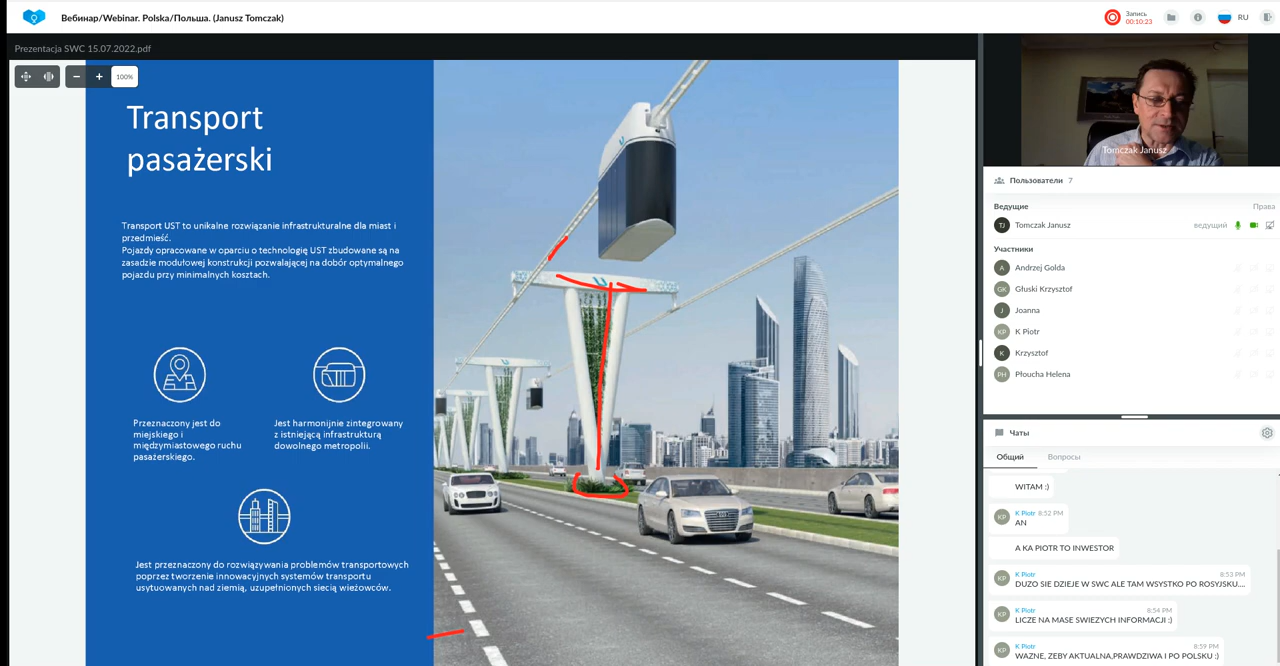 Вебинар/Webinar. Polska/Польша. (Janusz Tomczak)
Запись
00:10:23
RU
Prezentacja SWC 15.07.2022.pdf
100%
Transport
pasażerski
Transport UST to unikalne rozwiązanie infrastrukturalne dla miast i
przedmieść.
Pojazdy opracowane w oparciu o technologię UST zbudowane są na
zasadzie modułowej konstrukcji pozwalającej na dobór optymalnego
pojazdu przy minimalnych kosztach.
Przeznaczony jest do
miejskiego i
międzymiastowego ruchu
pasażerskiego.
Jest harmonijnie zintegrowany
z istniejącą infrastrukturą
dowolnego metropolii.
Jest przeznaczony do rozwiązywania problemów transportowych
poprzez tworzenie innowacyjnych systemów transportu
usytuowanych nad ziemią, uzupełnionych siecią wieżowców.
Tomczak Janusz
Пользователи 7
Ведущие Права
TJ Tomczak Janusz ведущий
Участники
A Andrzej Golda
GK Głuski Krzysztof
J Joanna
KP K Piotr
K Krzysztof
PH Płoucha Helena
Чаты
Общий Вопросы
WITAM :)
KP K Piotr 8:52 PM
AN
A KA PIOTR TO INWESTOR
KP K Piotr 8:53 PM
DUZO SIE DZIEJE W SWC ALE TAM WSYSTKO PO ROSYJSKU....
KP K Piotr 8:54 PM
LICZE NA MASE SWIEZYCH INFORMACJI :)
KP K Piotr 8:59 PM
WAZNE, ZEBY AKTUALNA,PRAWDZIWA I PO POLSKU :)